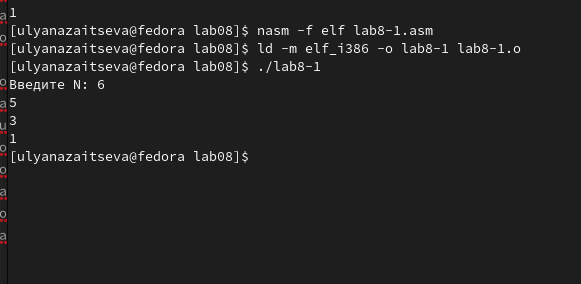 1
[ulyanazaitseva@fedora lab08]$ nasm -f elf lab8-1.asm
[ulyanazaitseva@fedora lab08]$ ld -m elf_i386 -o lab8-1 lab8-1.o
[ulyanazaitseva@fedora lab08]$ ./lab8-1
Введите N: 6
5
3
1
[ulyanazaitseva@fedora lab08]$